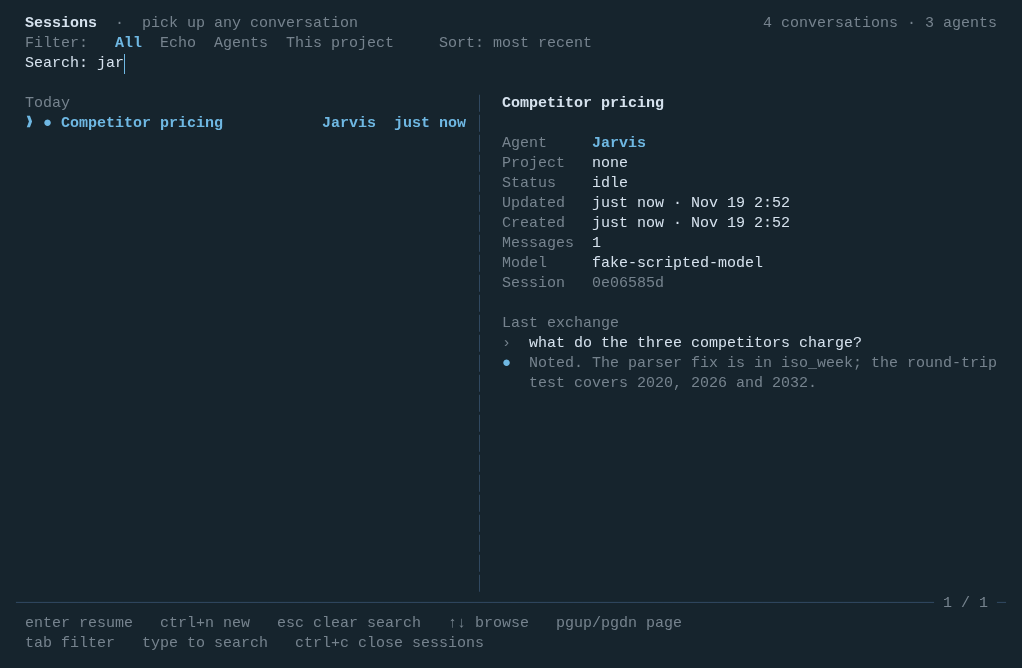 Sessions · pick up any conversation 4 conversations · 3 agents
Filter: All Echo Agents This project Sort: most recent
Search: jar
Today
❫ ● Competitor pricing Jarvis just now
Competitor pricing
Agent Jarvis
Project none
Status idle
Updated just now · Nov 19 2:52
Created just now · Nov 19 2:52
Messages 1
Model fake-scripted-model
Session 0e06585d
Last exchange
› what do the three competitors charge?
● Noted. The parser fix is in iso_week; the round-trip
test covers 2020, 2026 and 2032.
1 / 1
enter resume ctrl+n new esc clear search ↑↓ browse pgup/pgdn page
tab filter type to search ctrl+c close sessions